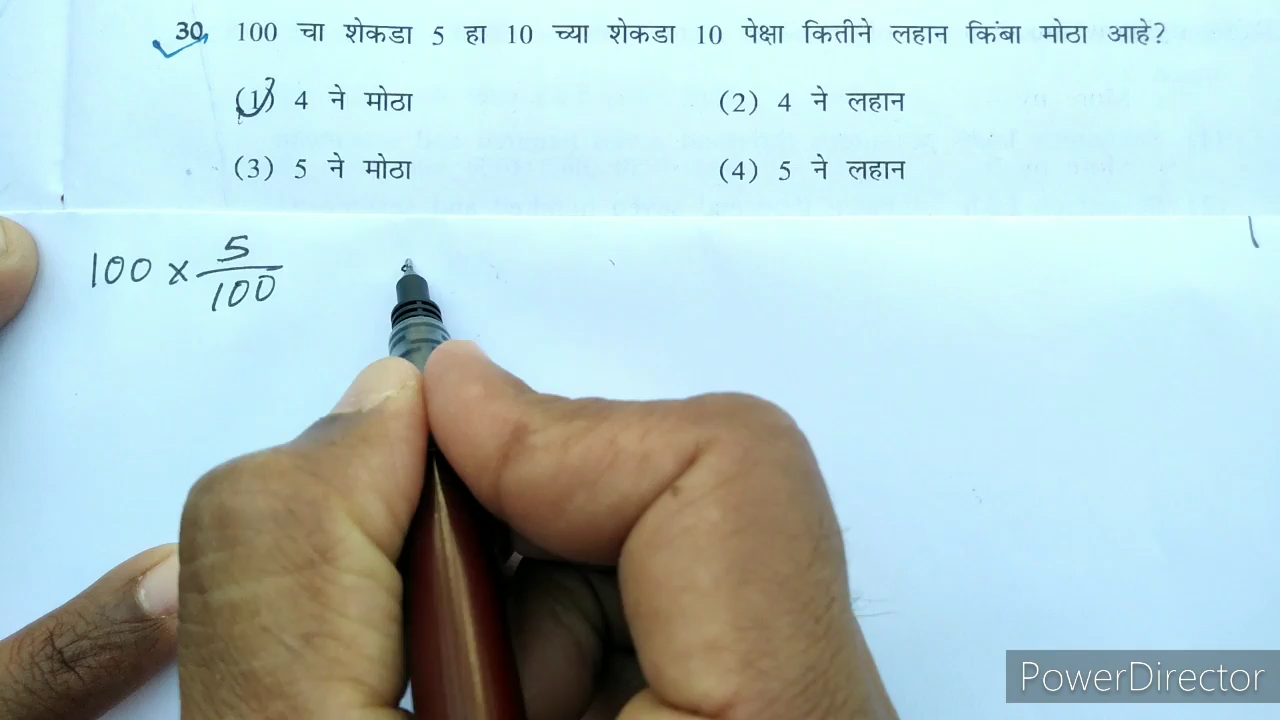 30. 100 चा शेकडा 5 हा 10 च्या शेकडा 10 पेक्षा कितीने लहान किंबा मोठा आहे?
(1) 4 ने मोठा (2) 4 ने लहान
(3) 5 ने मोठा (4) 5 ने लहान
100 × 5/100
PowerDirector